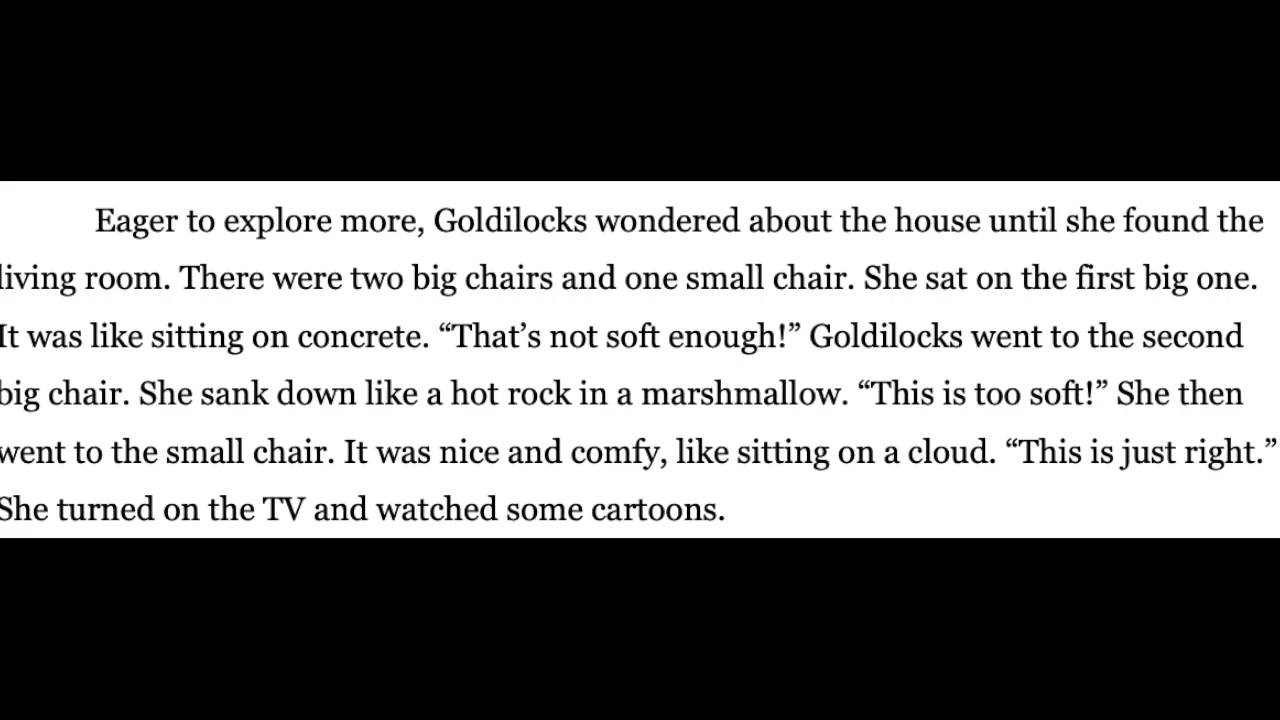 Eager to explore more, Goldilocks wondered about the house until she found the
living room. There were two big chairs and one small chair. She sat on the first big one.
It was like sitting on concrete. “That’s not soft enough!” Goldilocks went to the second
big chair. She sank down like a hot rock in a marshmallow. “This is too soft!” She then
went to the small chair. It was nice and comfy, like sitting on a cloud. “This is just right.”
She turned on the TV and watched some cartoons.